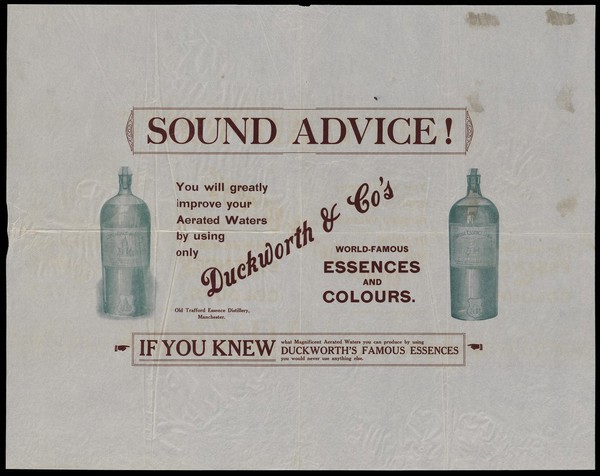 SOUND ADVICE!
You will greatly
improve your
Aerated Waters
by using
only
Duckworth & Co's
WORLD-FAMOUS
ESSENCES
AND
COLOURS.
Old Trafford Essence Distillery,
Manchester.
IF YOU KNEW
what Magnificent Aerated Waters you can produce by using
DUCKWORTH'S FAMOUS ESSENCES
you would never use anything else.